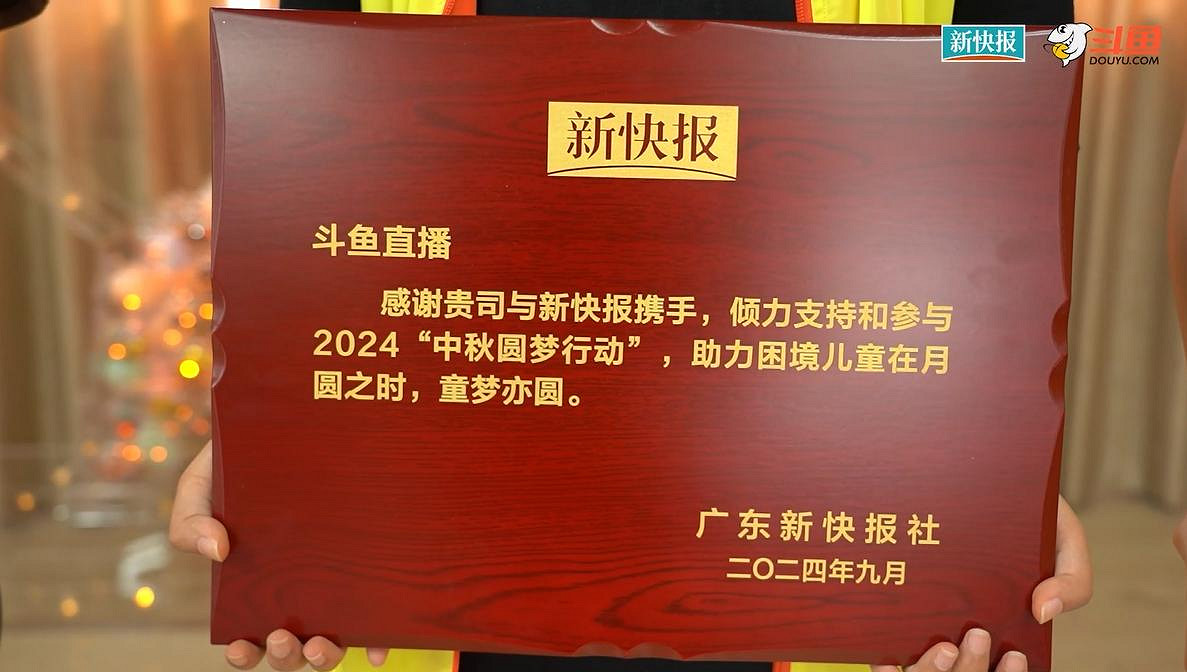 新快报
斗鱼
DOUYU.COM
新快报
斗鱼直播
感谢贵司与新快报携手，倾力支持和参与
2024“中秋圆梦行动”，助力困境儿童在月
圆之时，童梦亦圆。
广东新快报社
二〇二四年九月